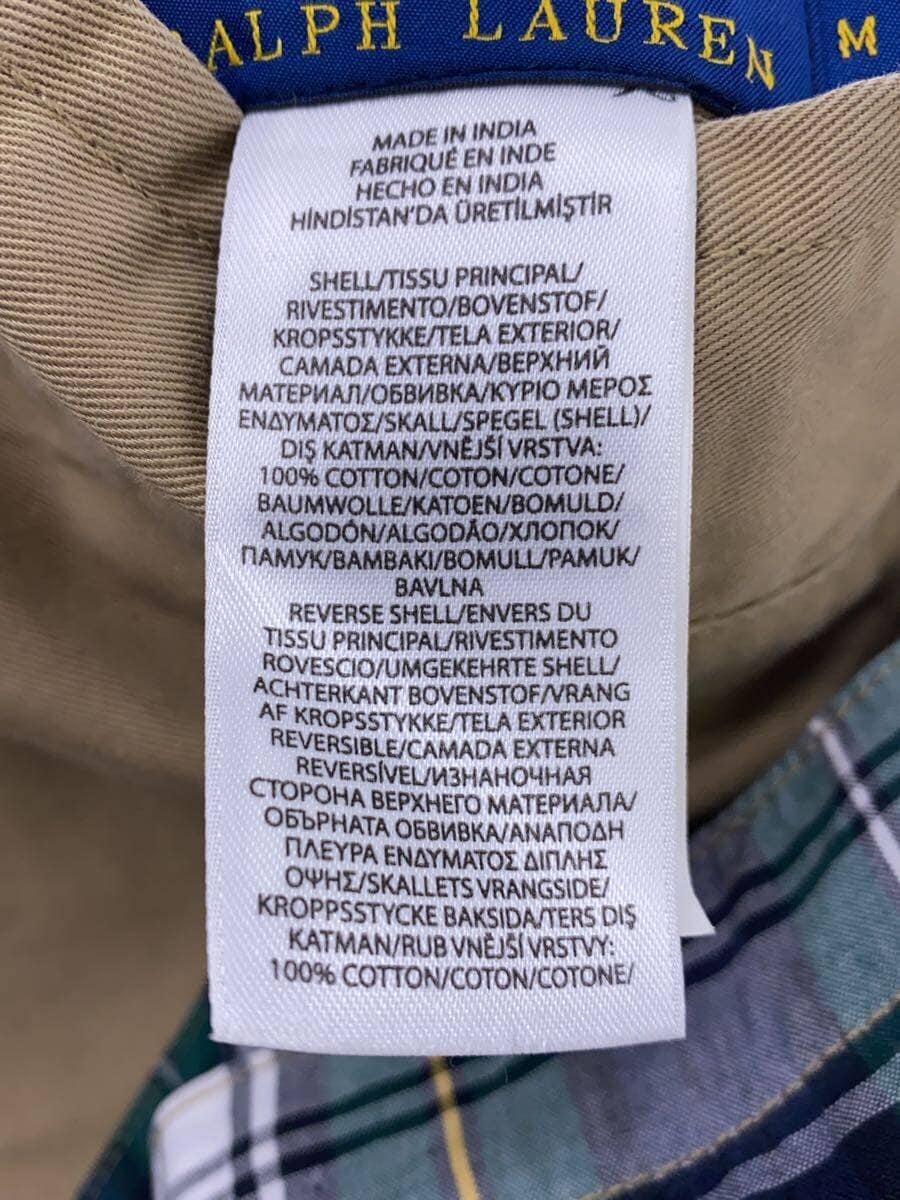 RALPH LAUREN M
MADE IN INDIA
FABRIQUÉ EN INDE
HECHO EN INDIA
HİNDİSTAN'DA ÜRETİLMİŞTİR
SHELL/TISSU PRINCIPAL/
RIVESTIMENTO/BOVENSTOF/
KROPSSTYKKE/TELA EXTERIOR/
CAMADA EXTERNA/ВЕРХНИЙ
МАТЕРИАЛ/ОБВИВКА/ΚΥΡΙΟ ΜΕΡΟΣ
ΕΝΔΥΜΑΤΟΣ/SKALL/SPEGEL (SHELL)/
DIŞ KATMAN/VNĚJŠÍ VRSTVA:
100% COTTON/COTON/COTONE/
BAUMWOLLE/KATOEN/BOMULD/
ALGODÓN/ALGODÃO/ХЛОПОК/
ПАМУК/ΒΑΜΒΑΚΙ/BOMULL/PAMUK/
BAVLNA
REVERSE SHELL/ENVERS DU
TISSU PRINCIPAL/RIVESTIMENTO
ROVESCIO/UMGEKEHRTE SHELL/
ACHTERKANT BOVENSTOF/VRANG
AF KROPSSTYKKE/TELA EXTERIOR
REVERSIBLE/CAMADA EXTERNA
REVERSÍVEL/ИЗНАНОЧНАЯ
СТОРОНА ВЕРХНЕГО МАТЕРИАЛА/
ОБЪРНАТА ОБВИВКА/ΑΝΑΠΟΔΗ
ΠΛΕΥΡΑ ΕΝΔΥΜΑΤΟΣ ΔΙΠΛΗΣ
ΟΨΗΣ/SKALLETS VRANGSIDE/
KROPPSSTYCKE BAKSIDA/TERS DIŞ
KATMAN/RUB VNĚJŠÍ VRSTVY:
100% COTTON/COTON/COTONE/